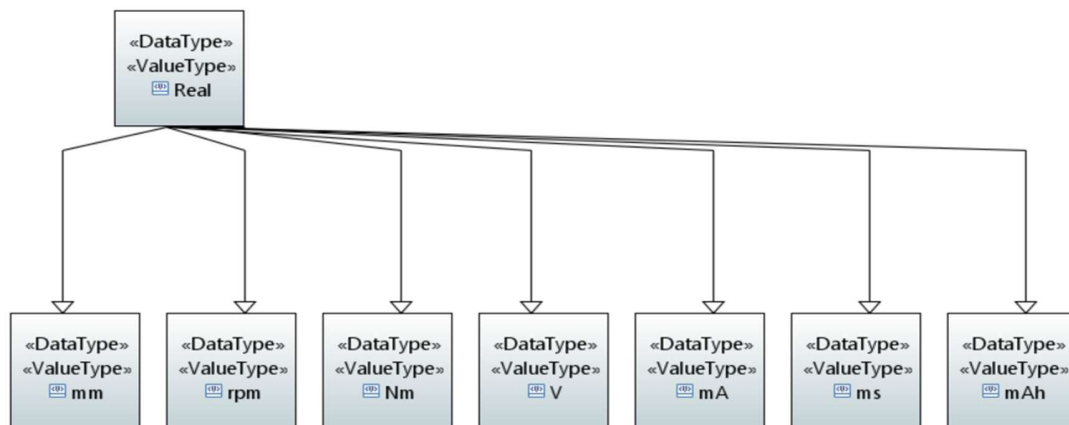 «DataType»
«ValueType»
Real
«DataType»
«ValueType»
mm
«DataType»
«ValueType»
rpm
«DataType»
«ValueType»
Nm
«DataType»
«ValueType»
V
«DataType»
«ValueType»
mA
«DataType»
«ValueType»
ms
«DataType»
«ValueType»
mAh